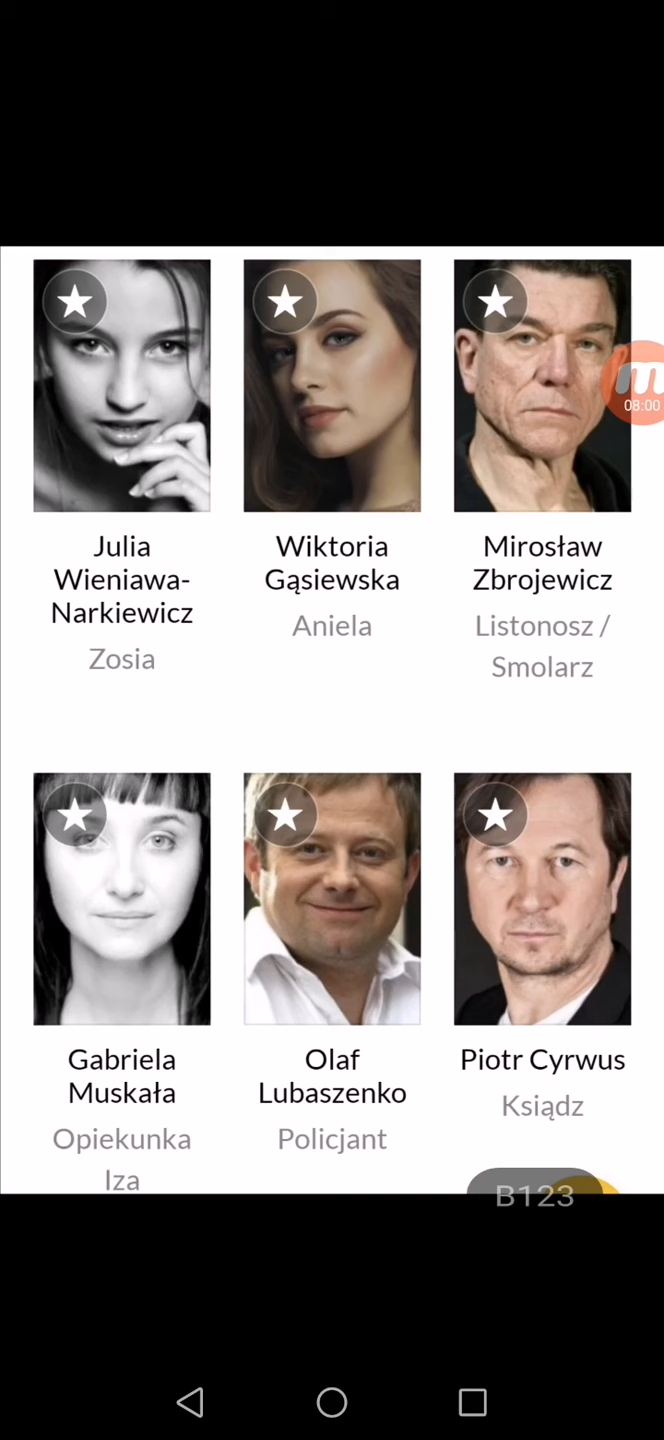 m
08:00
Julia
Wieniawa-
Narkiewicz
Zosia
Wiktoria
Gąsiewska
Aniela
Mirosław
Zbrojewicz
Listonosz /
Smolarz
Gabriela
Muskała
Opiekunka
Iza
Olaf
Lubaszenko
Policjant
Piotr Cyrwus
Ksiądz
B123